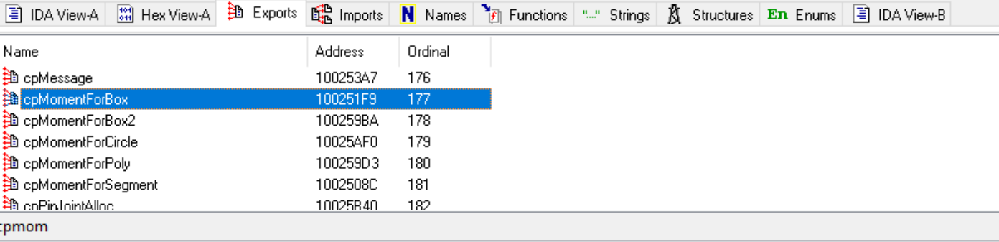 IDA View-A Hex View-A Exports Imports N Names Functions "..." Strings Structures En Enums IDA View-B
Name Address Ordinal
cpMessage 100253A7 176
cpMomentForBox 100251F9 177
cpMomentForBox2 100259BA 178
cpMomentForCircle 10025AF0 179
cpMomentForPoly 100259D3 180
cpMomentForSegment 1002508C 181
cpPinJointAlloc 10025B40 182
cpmom